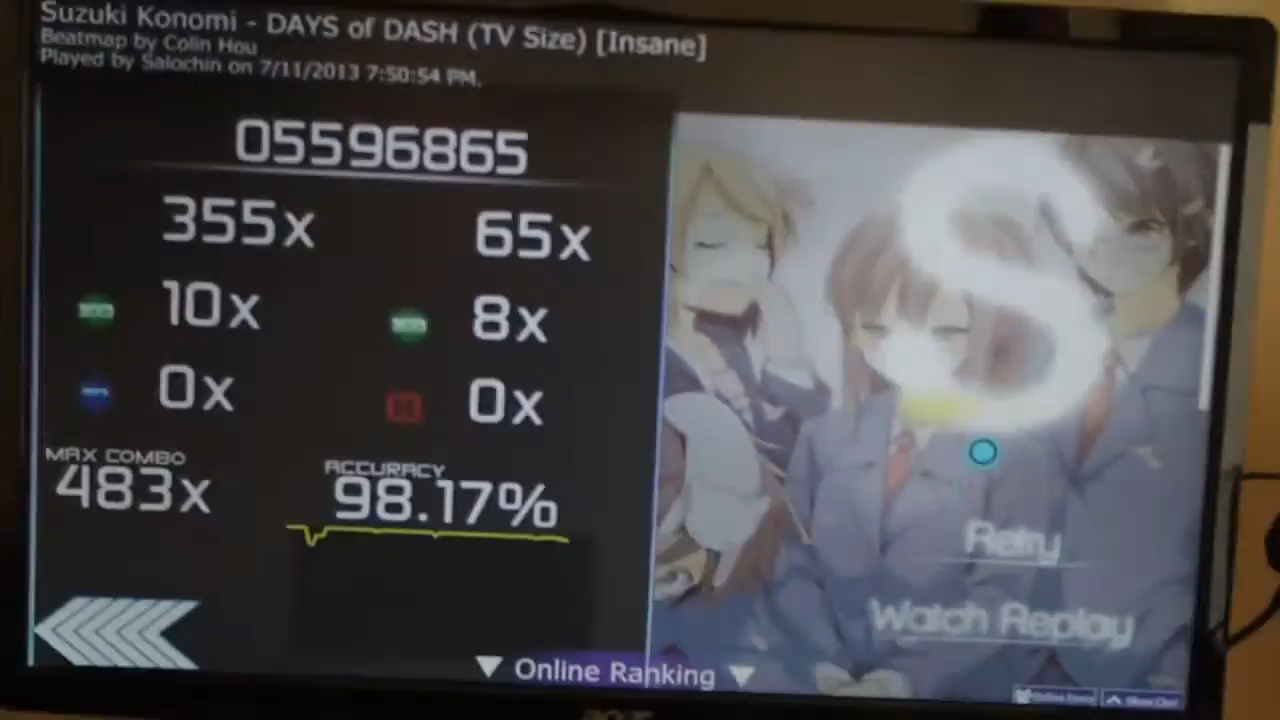 Suzuki Konomi - DAYS of DASH (TV Size) [Insane]
Beatmap by Colin Hou
Played by Salochin on 7/11/2013 7:50:54 PM.
05596865
355x 65x
10x 8x
0x 0x
MAX COMBO ACCURACY
483x 98.17%
S
Retry
Watch Replay
Online Ranking
acer